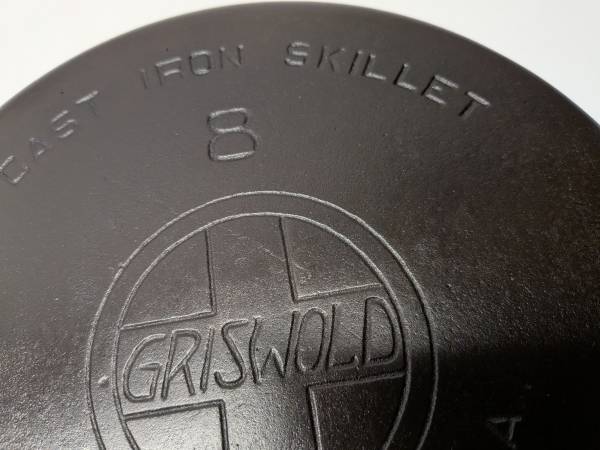 CAST IRON SKILLET
8
GRISWOLD
A